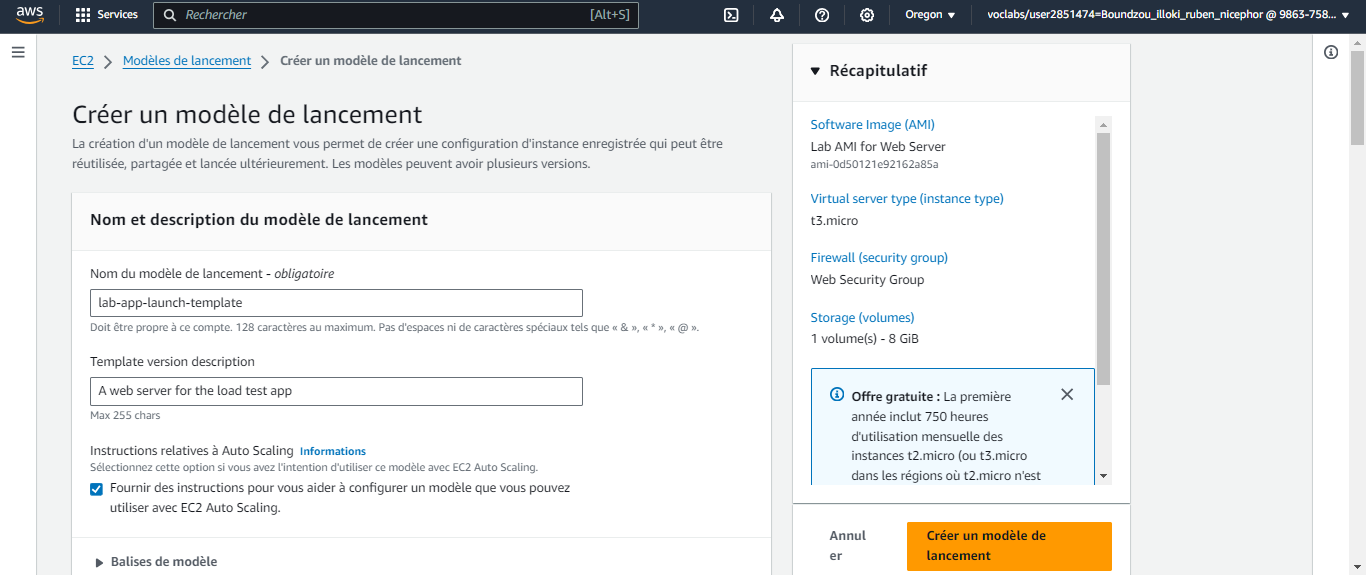 aws
Services
Rechercher
[Alt+S]
Oregon
voclabs/user2851474=Boundzou_illoki_ruben_nicephor @ 9863-758...
EC2
Modèles de lancement
Créer un modèle de lancement
Créer un modèle de lancement
La création d'un modèle de lancement vous permet de créer une configuration d'instance enregistrée qui peut être
réutilisée, partagée et lancée ultérieurement. Les modèles peuvent avoir plusieurs versions.
Nom et description du modèle de lancement
Nom du modèle de lancement - obligatoire
lab-app-launch-template
Doit être propre à ce compte. 128 caractères au maximum. Pas d'espaces ni de caractères spéciaux tels que « & », « * », « @ ».
Template version description
A web server for the load test app
Max 255 chars
Instructions relatives à Auto Scaling Informations
Sélectionnez cette option si vous avez l'intention d'utiliser ce modèle avec EC2 Auto Scaling.
Fournir des instructions pour vous aider à configurer un modèle que vous pouvez
utiliser avec EC2 Auto Scaling.
Balises de modèle
Récapitulatif
Software Image (AMI)
Lab AMI for Web Server
ami-0d50121e92162a85a
Virtual server type (instance type)
t3.micro
Firewall (security group)
Web Security Group
Storage (volumes)
1 volume(s) - 8 GiB
Offre gratuite : La première
année inclut 750 heures
d'utilisation mensuelle des
instances t2.micro (ou t3.micro
dans les régions où t2.micro n'est
Annul
er
Créer un modèle de
lancement